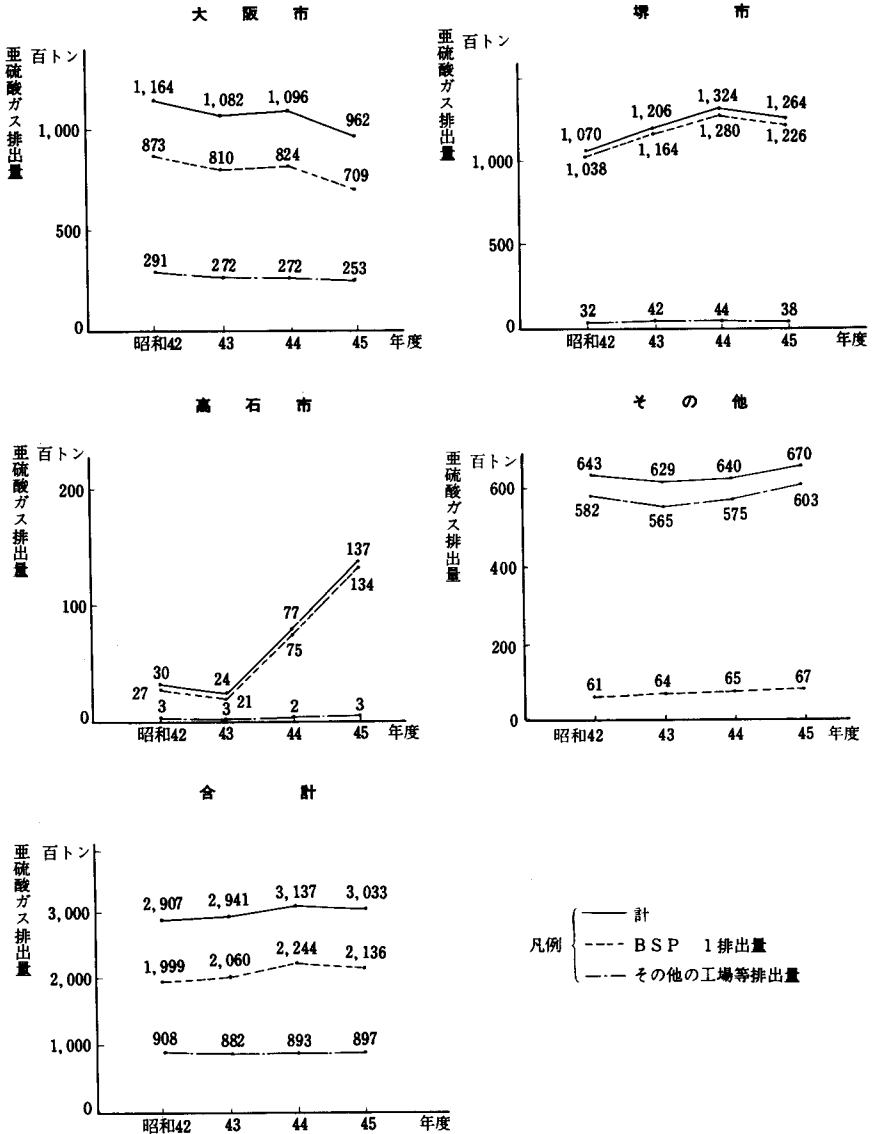 大阪市
亜硫酸ガス排出量
百トン
1,164 1,082 1,096 962
1,000
873 810 824 709
500
291 272 272 253
0
昭和42 43 44 45 年度
堺市
亜硫酸ガス排出量
百トン
1,070 1,206 1,324 1,264
1,038 1,164 1,280 1,226
1,000
500
32 42 44 38
0
昭和42 43 44 45 年度
高石市
亜硫酸ガス排出量
百トン
200
137
134
100
77
75
30 24
27 21
3 3 2 3
0
昭和42 43 44 45 年度
その他
亜硫酸ガス排出量
百トン
643 629 640 670
600
582 565 575 603
400
200
61 64 65 67
0
昭和42 43 44 45 年度
合計
亜硫酸ガス排出量
百トン
2,907 2,941 3,137 3,033
3,000
1,999 2,060 2,244 2,136
2,000
908 882 893 897
1,000
0
昭和42 43 44 45 年度
凡例
計
BSP 1排出量
その他の工場等排出量